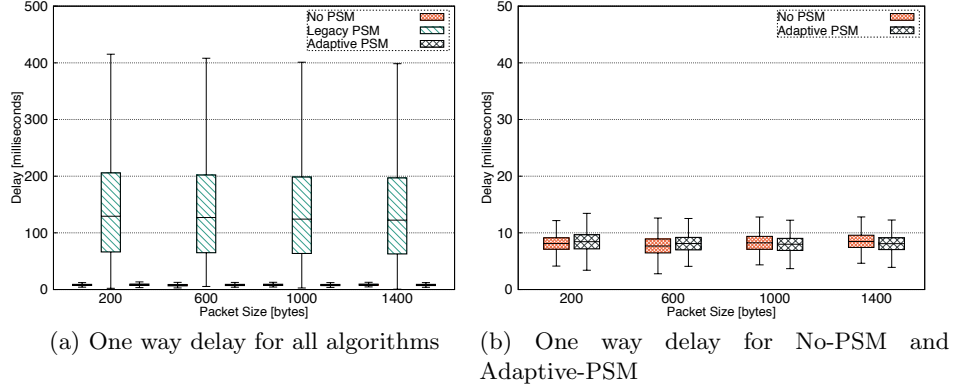 500
400
300
200
100
0
Delay [milliseconds]
No PSM
Legacy PSM
Adaptive PSM
200 600 1000 1400
Packet Size [bytes]
(a) One way delay for all algorithms
50
40
30
20
10
0
Delay [milliseconds]
No PSM
Adaptive PSM
200 600 1000 1400
Packet Size [bytes]
(b) One way delay for No-PSM and
Adaptive-PSM